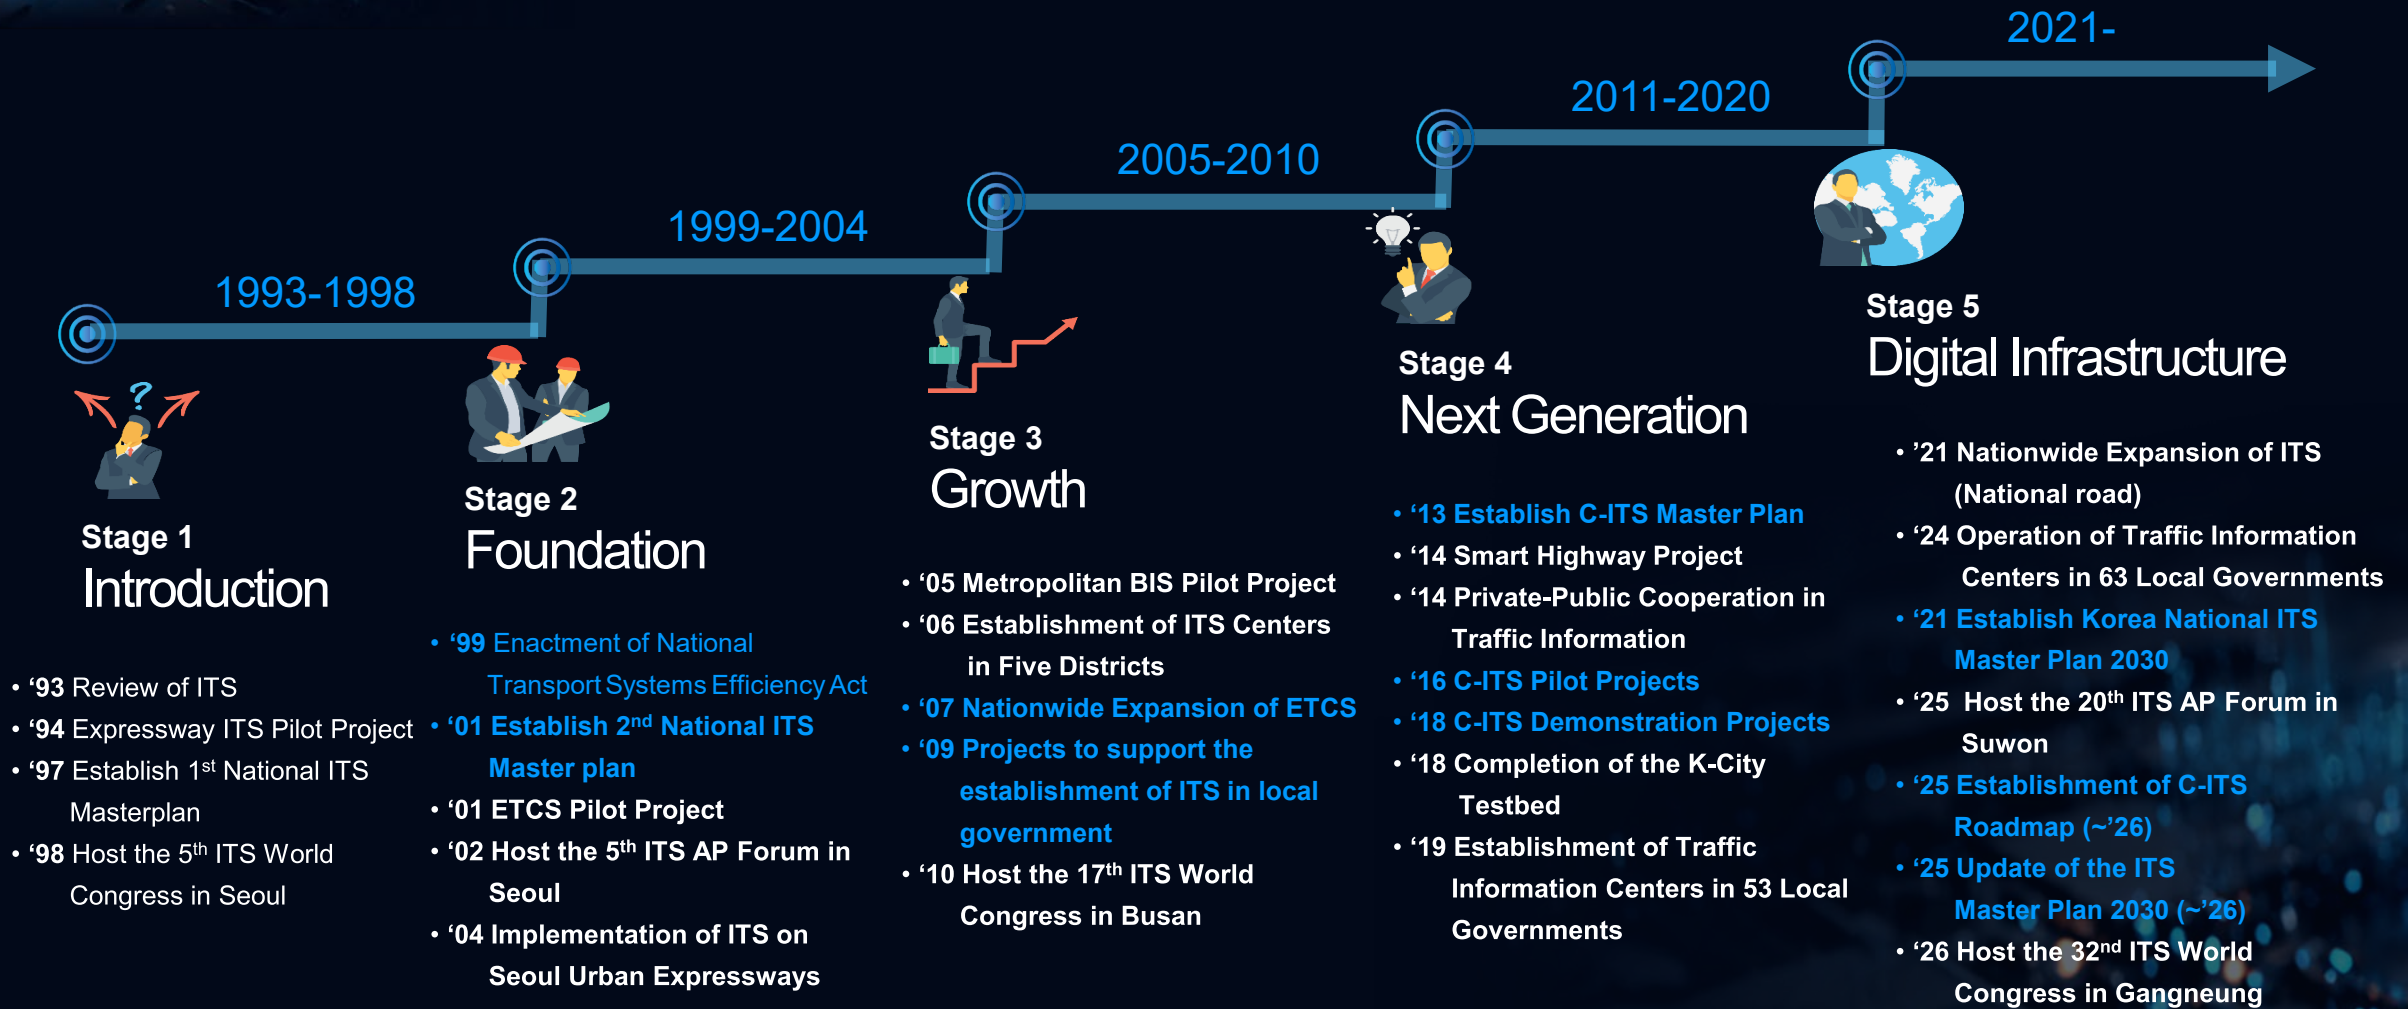 1993-1998
Stage 1
Introduction
• ‘93 Review of ITS
• ‘94 Expressway ITS Pilot Project
• ‘97 Establish 1st National ITS
Masterplan
• ‘98 Host the 5th ITS World
Congress in Seoul
1999-2004
Stage 2
Foundation
• ‘99 Enactment of National
Transport Systems Efficiency Act
• ‘01 Establish 2nd National ITS
Master plan
• ‘01 ETCS Pilot Project
• ‘02 Host the 5th ITS AP Forum in
Seoul
• ‘04 Implementation of ITS on
Seoul Urban Expressways
2005-2010
Stage 3
Growth
• ‘05 Metropolitan BIS Pilot Project
• ‘06 Establishment of ITS Centers
in Five Districts
• ‘07 Nationwide Expansion of ETCS
• ‘09 Projects to support the
establishment of ITS in local
government
• ‘10 Host the 17th ITS World
Congress in Busan
2011-2020
Stage 4
Next Generation
• ‘13 Establish C-ITS Master Plan
• ‘14 Smart Highway Project
• ‘14 Private-Public Cooperation in
Traffic Information
• ‘16 C-ITS Pilot Projects
• ‘18 C-ITS Demonstration Projects
• ‘18 Completion of the K-City
Testbed
• ‘19 Establishment of Traffic
Information Centers in 53 Local
Governments
2021-
Stage 5
Digital Infrastructure
• ’21 Nationwide Expansion of ITS
(National road)
• ‘24 Operation of Traffic Information
Centers in 63 Local Governments
• ‘21 Establish Korea National ITS
Master Plan 2030
• ‘25 Host the 20th ITS AP Forum in
Suwon
• ‘25 Establishment of C-ITS
Roadmap (~’26)
• ‘25 Update of the ITS
Master Plan 2030 (~’26)
• ‘26 Host the 32nd ITS World
Congress in Gangneung
?